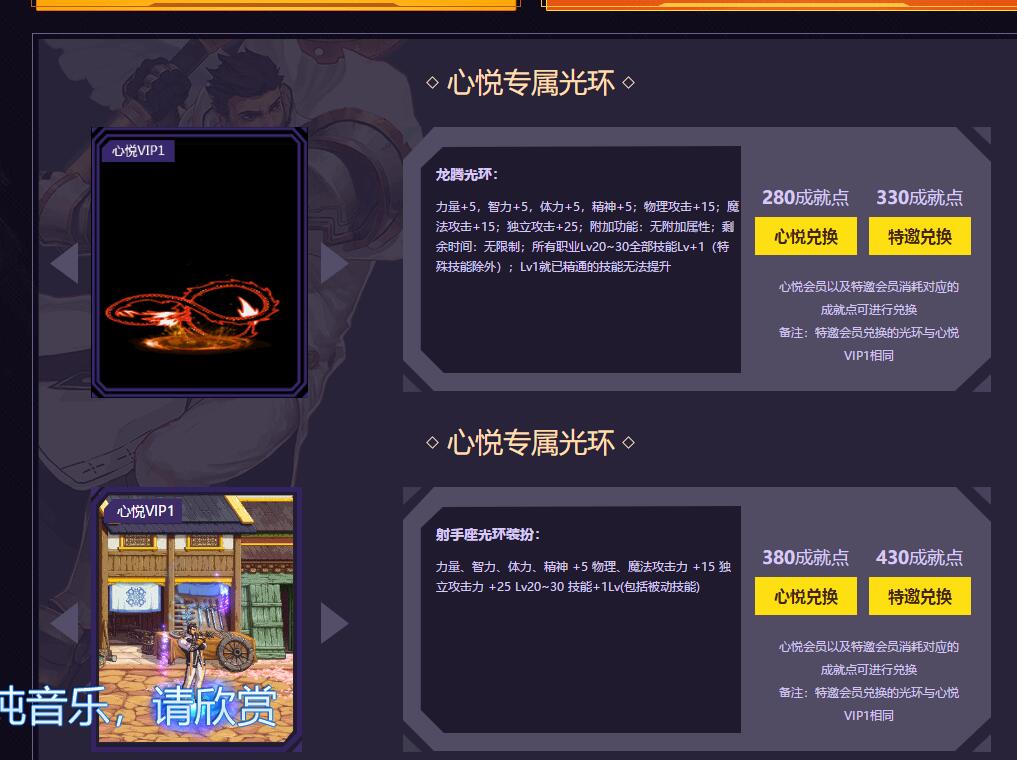 ◇ 心悦专属光环 ◇
心悦VIP1
龙腾光环：
力量+5，智力+5，体力+5，精神+5；物理攻击+15；魔
法攻击+15；独立攻击+25；附加功能：无附加属性；剩
余时间：无限制；所有职业Lv20~30全部技能Lv+1（特
殊技能除外）；Lv1就已精通的技能无法提升
280成就点 330成就点
心悦兑换 特邀兑换
心悦会员以及特邀会员消耗对应的
成就点可进行兑换
备注：特邀会员兑换的光环与心悦
VIP1相同
◇ 心悦专属光环 ◇
心悦VIP1
射手座光环装扮：
力量、智力、体力、精神 +5 物理、魔法攻击力 +15 独
立攻击力 +25 Lv20~30 技能+1Lv(包括被动技能)
380成就点 430成就点
心悦兑换 特邀兑换
心悦会员以及特邀会员消耗对应的
成就点可进行兑换
备注：特邀会员兑换的光环与心悦
VIP1相同
纯音乐，请欣赏